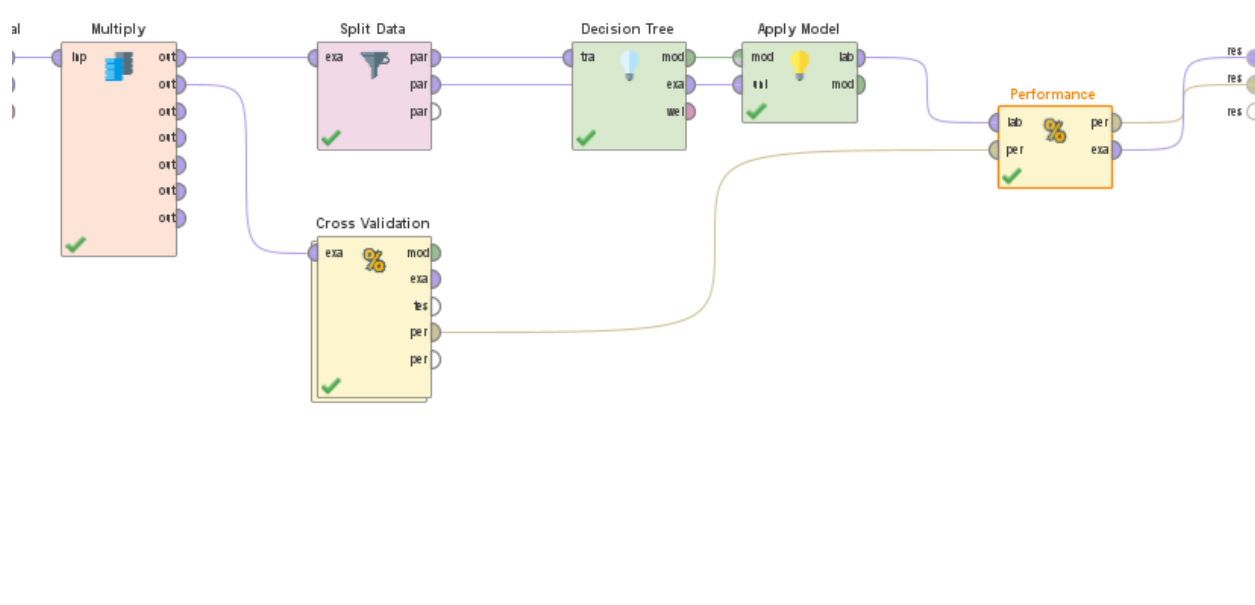 al
Multiply
Inp
out
out
out
out
out
out
out
Split Data
exa
par
par
par
Decision Tree
tra
mod
exa
wei
Apply Model
mod
unl
lab
mod
Performance
lab
per
per
exa
res
res
res
Cross Validation
exa
mod
exa
tes
per
per